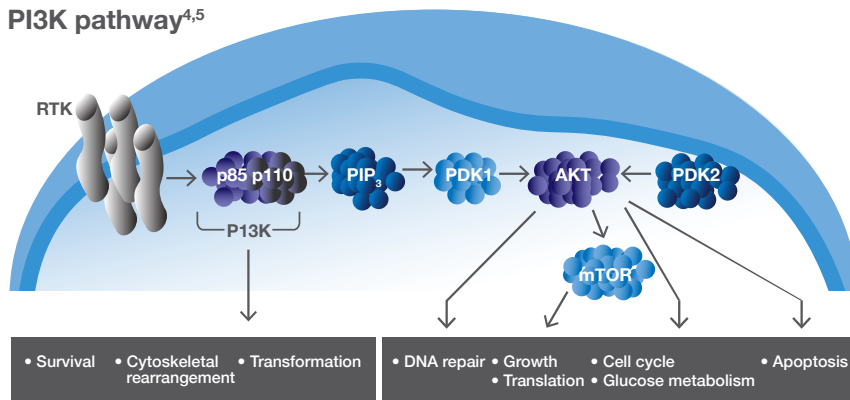 PI3K pathway4,5
RTK
p85 p110
PIP3
PDK1
AKT
PDK2
P13K
mTOR
• Survival
• Cytoskeletal
rearrangement
• Transformation
• DNA repair
• Growth
• Translation
• Cell cycle
• Glucose metabolism
• Apoptosis